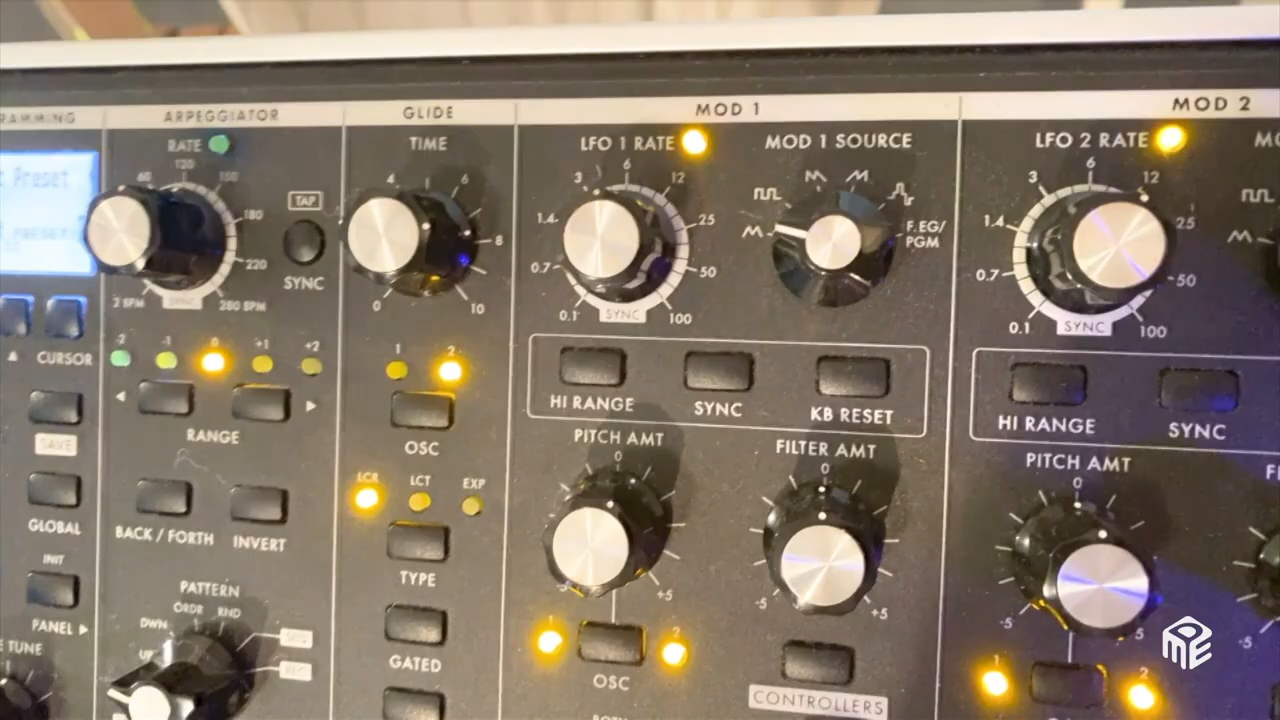 ARPEGGIATOR
GLIDE
MOD 1
MOD 2
RATE
120
60
150
180
220
2 BPM
SYNC
280 BPM
TAP
SYNC
-2
-1
0
+1
+2
RANGE
BACK / FORTH
INVERT
PATTERN
ORDR
RND
DWN
UP
TIME
4
6
8
0
10
1
2
OSC
LCR
LCT
EXP
TYPE
GATED
LFO 1 RATE
6
3
12
1.4
25
0.7
50
0.1
SYNC
100
MOD 1 SOURCE
F.EG/
PGM
HI RANGE
SYNC
KB RESET
PITCH AMT
0
+5
1
2
OSC
FILTER AMT
0
-5
+5
CONTROLLERS
LFO 2 RATE
6
3
12
1.4
25
0.7
50
0.1
SYNC
100
HI RANGE
SYNC
PITCH AMT
0
-5
5
1
2
-5
Preset
CURSOR
SAVE
GLOBAL
INIT
PANEL
TUNE